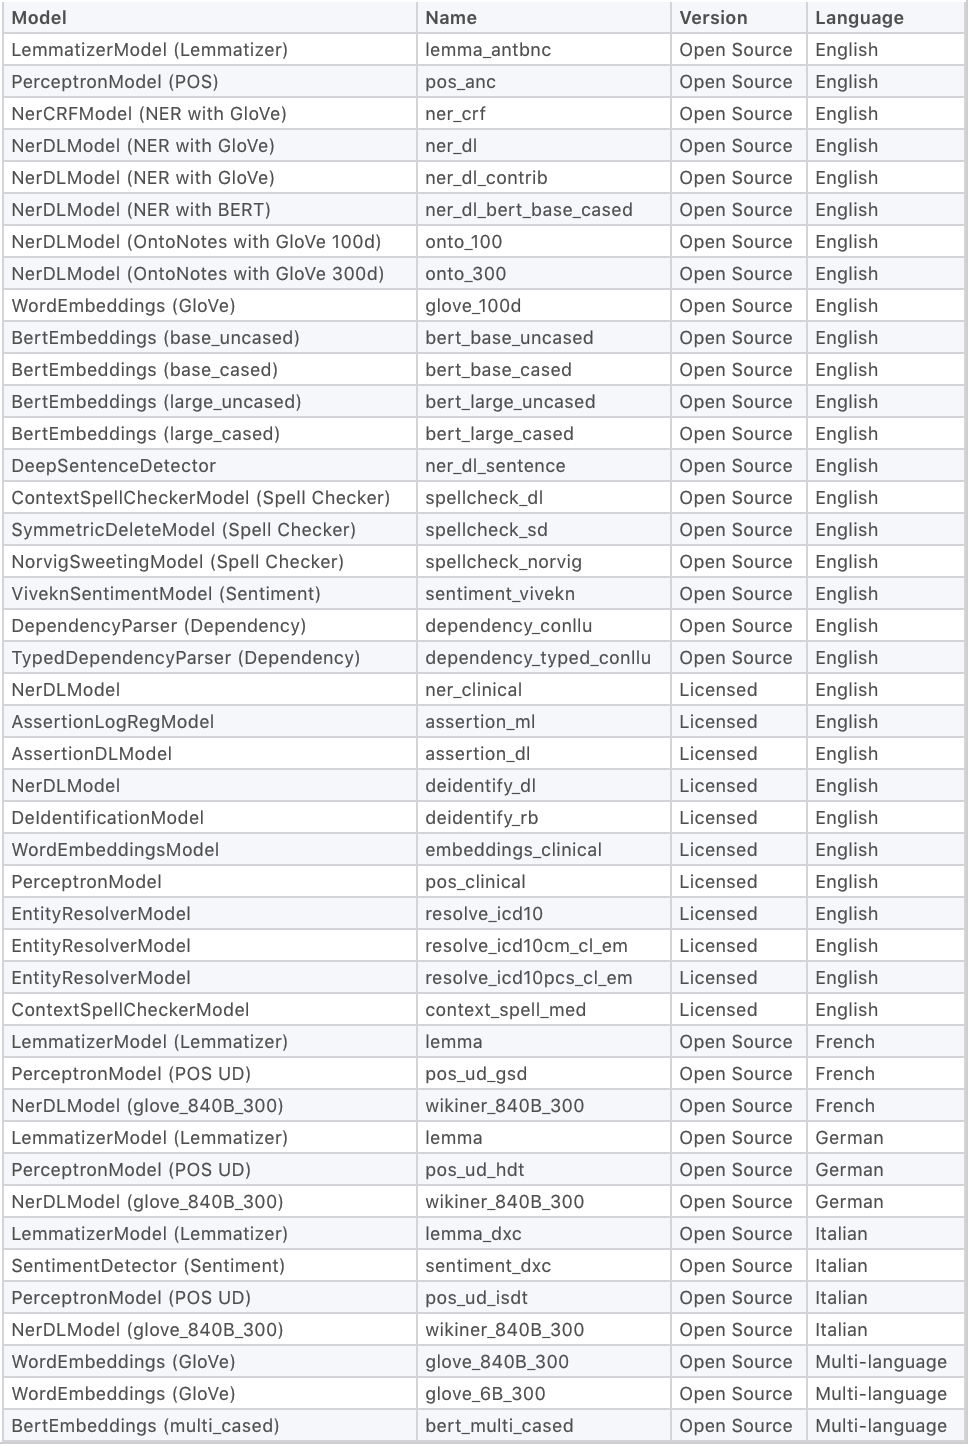 Model Name Version Language
LemmatizerModel (Lemmatizer) lemma_antbnc Open Source English
PerceptronModel (POS) pos_anc Open Source English
NerCRFModel (NER with GloVe) ner_crf Open Source English
NerDLModel (NER with GloVe) ner_dl Open Source English
NerDLModel (NER with GloVe) ner_dl_contrib Open Source English
NerDLModel (NER with BERT) ner_dl_bert_base_cased Open Source English
NerDLModel (OntoNotes with GloVe 100d) onto_100 Open Source English
NerDLModel (OntoNotes with GloVe 300d) onto_300 Open Source English
WordEmbeddings (GloVe) glove_100d Open Source English
BertEmbeddings (base_uncased) bert_base_uncased Open Source English
BertEmbeddings (base_cased) bert_base_cased Open Source English
BertEmbeddings (large_uncased) bert_large_uncased Open Source English
BertEmbeddings (large_cased) bert_large_cased Open Source English
DeepSentenceDetector ner_dl_sentence Open Source English
ContextSpellCheckerModel (Spell Checker) spellcheck_dl Open Source English
SymmetricDeleteModel (Spell Checker) spellcheck_sd Open Source English
NorvigSweetingModel (Spell Checker) spellcheck_norvig Open Source English
ViveknSentimentModel (Sentiment) sentiment_vivekn Open Source English
DependencyParser (Dependency) dependency_conllu Open Source English
TypedDependencyParser (Dependency) dependency_typed_conllu Open Source English
NerDLModel ner_clinical Licensed English
AssertionLogRegModel assertion_ml Licensed English
AssertionDLModel assertion_dl Licensed English
NerDLModel deidentify_dl Licensed English
DeIdentificationModel deidentify_rb Licensed English
WordEmbeddingsModel embeddings_clinical Licensed English
PerceptronModel pos_clinical Licensed English
EntityResolverModel resolve_icd10 Licensed English
EntityResolverModel resolve_icd10cm_cl_em Licensed English
EntityResolverModel resolve_icd10pcs_cl_em Licensed English
ContextSpellCheckerModel context_spell_med Licensed English
LemmatizerModel (Lemmatizer) lemma Open Source French
PerceptronModel (POS UD) pos_ud_gsd Open Source French
NerDLModel (glove_840B_300) wikiner_840B_300 Open Source French
LemmatizerModel (Lemmatizer) lemma Open Source German
PerceptronModel (POS UD) pos_ud_hdt Open Source German
NerDLModel (glove_840B_300) wikiner_840B_300 Open Source German
LemmatizerModel (Lemmatizer) lemma_dxc Open Source Italian
SentimentDetector (Sentiment) sentiment_dxc Open Source Italian
PerceptronModel (POS UD) pos_ud_isdt Open Source Italian
NerDLModel (glove_840B_300) wikiner_840B_300 Open Source Italian
WordEmbeddings (GloVe) glove_840B_300 Open Source Multi-language
WordEmbeddings (GloVe) glove_6B_300 Open Source Multi-language
BertEmbeddings (multi_cased) bert_multi_cased Open Source Multi-language